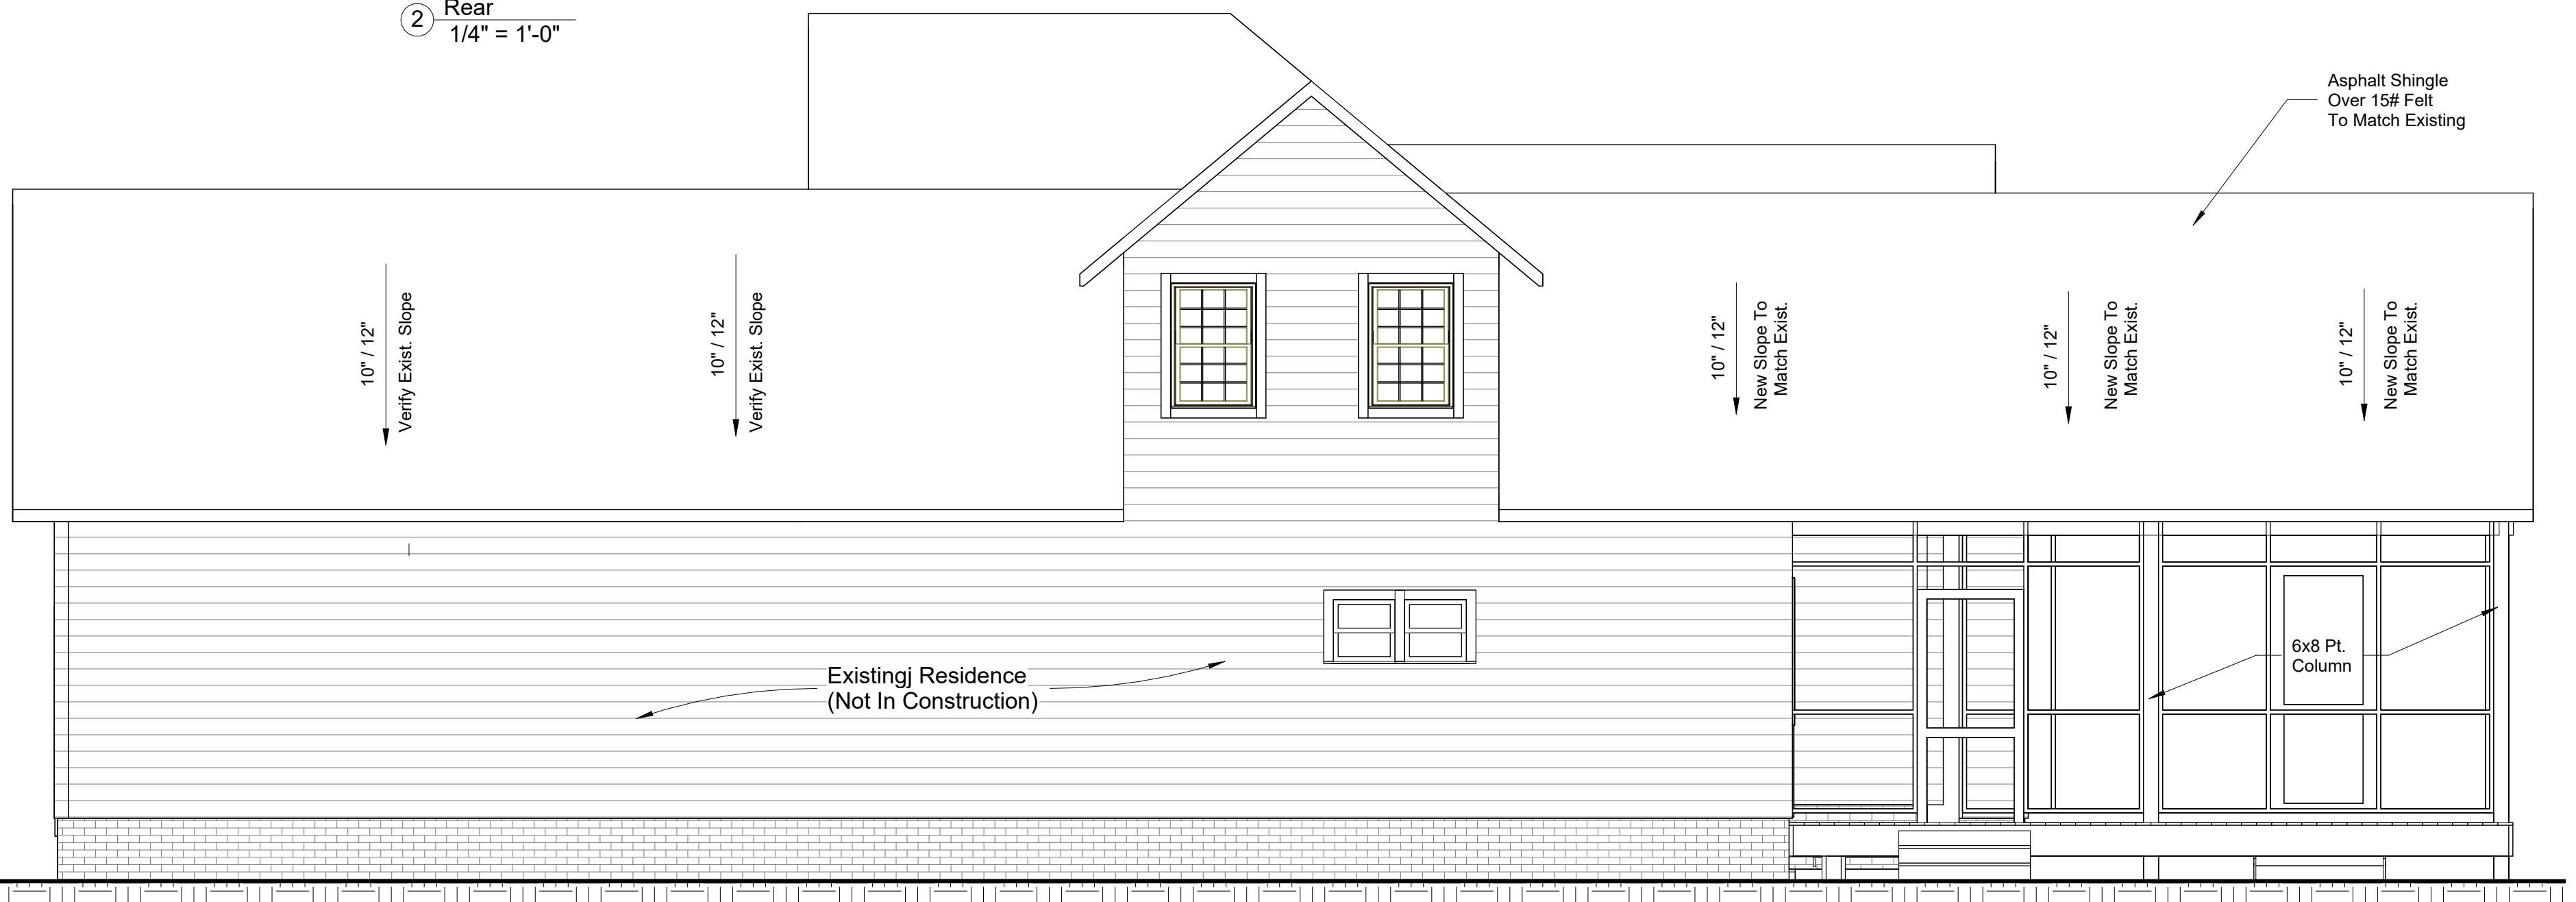 2
Rear
1/4" = 1'-0"
Asphalt Shingle
Over 15# Felt
To Match Existing
10" / 12"
Verify Exist. Slope
10" / 12"
Verify Exist. Slope
10" / 12"
New Slope To
Match Exist.
10" / 12"
New Slope To
Match Exist.
10" / 12"
New Slope To
Match Exist.
Existingj Residence
(Not In Construction)
6x8 Pt.
Column